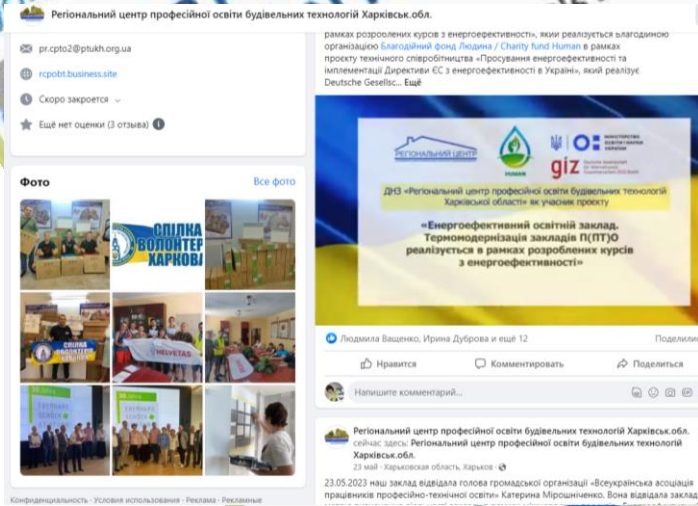 Регіональний центр професійної освіти будівельних технологій Харківськ.обл.
pr.cpto2@ptukh.org.ua
rcpobt.business.site
Скоро закроется
Ещё нет оценки (3 отзыва)
Фото
Все фото
СПІЛКА
ВОЛОНТЕР
ХАРКОВА
СПІЛКА
HELVETAS
Конфиденциальность · Условия использования · Реклама · Рекламные
рамках розроблених курсів з енергоефективності», який реалізується Благодійною
організацією Благодійний фонд Людина / Charity fund Human в рамках
проєкту технічного співробітництва «Просування енергоефективності та
імплементації Директиви ЄС з енергоефективності в Україні», який реалізує
Deutsche Gesellsc... Ещё
РЕГІОНАЛЬНИЙ ЦЕНТР
HUMAN
МІНІСТЕРСТВО
ОСВІТИ І НАУКИ
УКРАЇНИ
giz
ДНЗ «Регіональний центр професійної освіти будівельних технологій
Харківської області» як учасник проєкту
«Енергоефективний освітній заклад.
Термомодернізація закладів П(ПТ)О
реалізується в рамках розроблених курсів
з енергоефективності»
Людмила Ващенко, Ирина Дуброва и ещё 12
Поделили
Нравится
Комментировать
Поделиться
Напишите комментарий...
Регіональний центр професійної освіти будівельних технологій Харківськ.обл.
сейчас здесь: Регіональний центр професійної освіти будівельних технологій
Харківськ.обл.
23 май · Харьковская область, Харьков ·
23.05.2023 наш заклад відвідала голова громадської організації «Всеукраїнська асоціація
працівників професійно-технічної освіти» Катерина Мірошніченко. Вона відвідала заклад